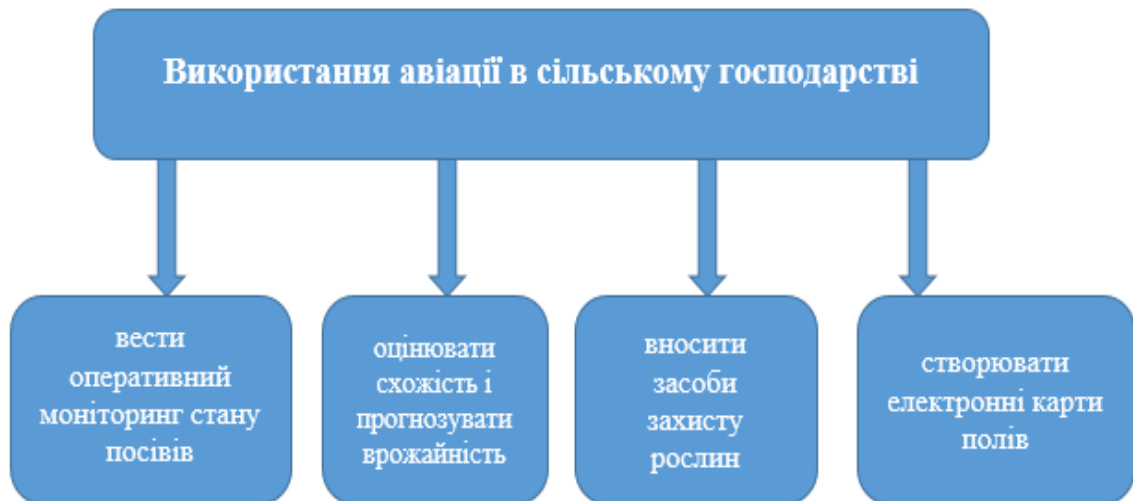 Використання авіації в сільському господарстві
вести
оперативний
моніторинг стану
посівів
оцінювати
схожість і
прогнозувати
врожайність
вносити
засоби
захисту
рослин
створювати
електронні карти
полів